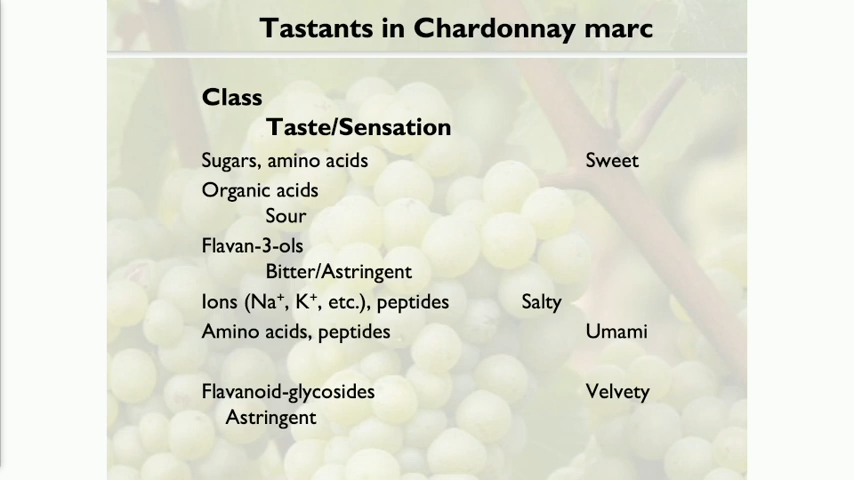 Tastants in Chardonnay marc
Class
Taste/Sensation
Sugars, amino acids Sweet
Organic acids
Sour
Flavan-3-ols
Bitter/Astringent
Ions (Na⁺, K⁺, etc.), peptides Salty
Amino acids, peptides Umami
Flavanoid-glycosides Velvety
Astringent